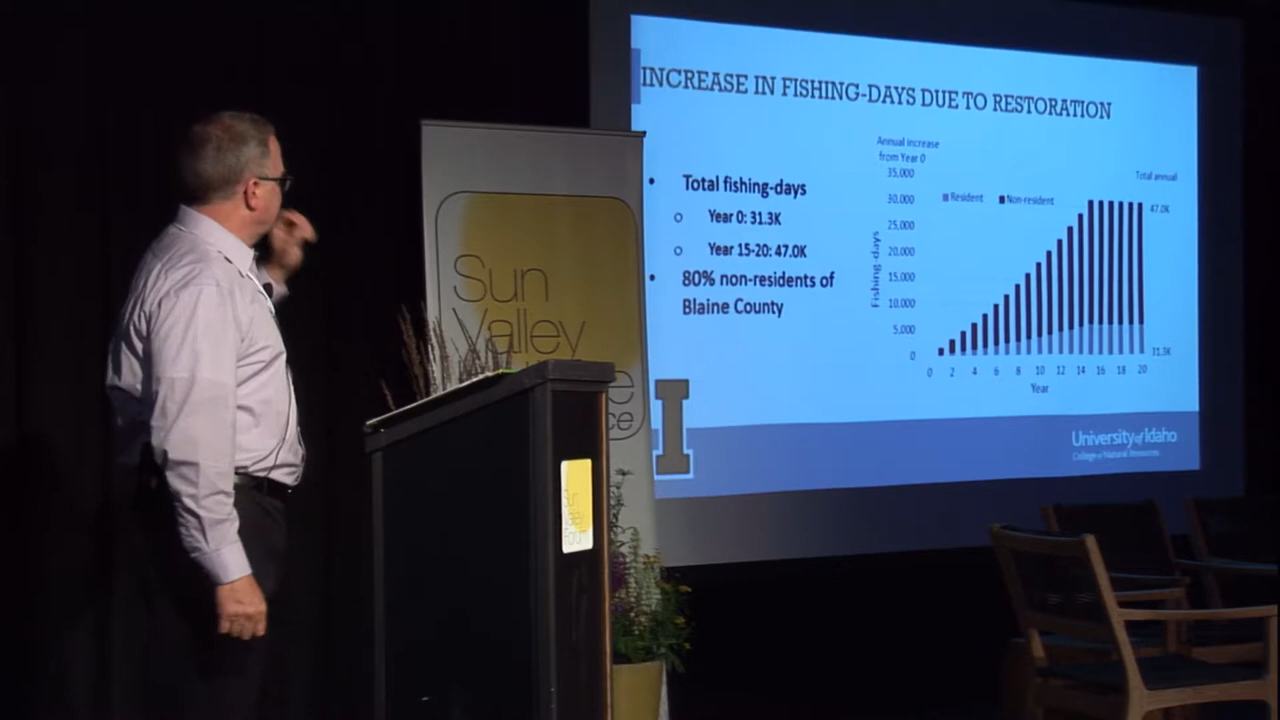 INCREASE IN FISHING-DAYS DUE TO RESTORATION
• Total fishing-days
○ Year 0: 31.3K
○ Year 15-20: 47.0K
• 80% non-residents of
Blaine County
Annual increase
from Year 0
35,000
30,000
25,000
20,000
15,000
10,000
5,000
0
Fishing-days
Resident
Non-resident
Total annual
47.0K
31.3K
0 2 4 6 8 10 12 14 16 18 20
Year
I
University of Idaho
College of Natural Resources
Sun
Valley